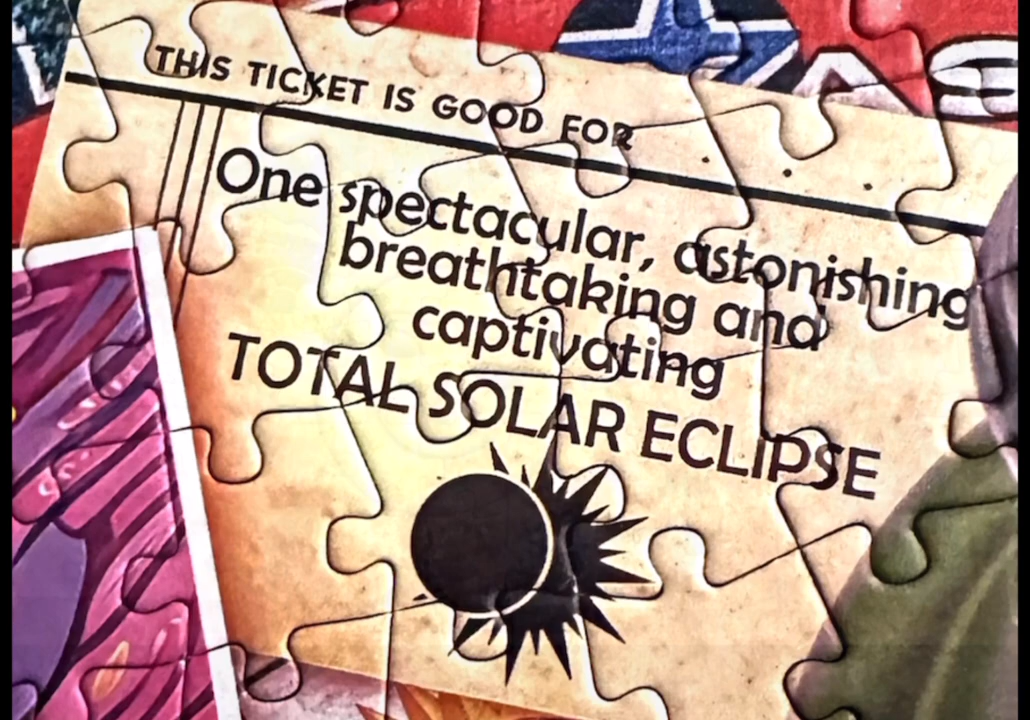 THIS TICKET IS GOOD FOR
One spectacular, astonishing
breathtaking and
captivating
TOTAL SOLAR ECLIPSE